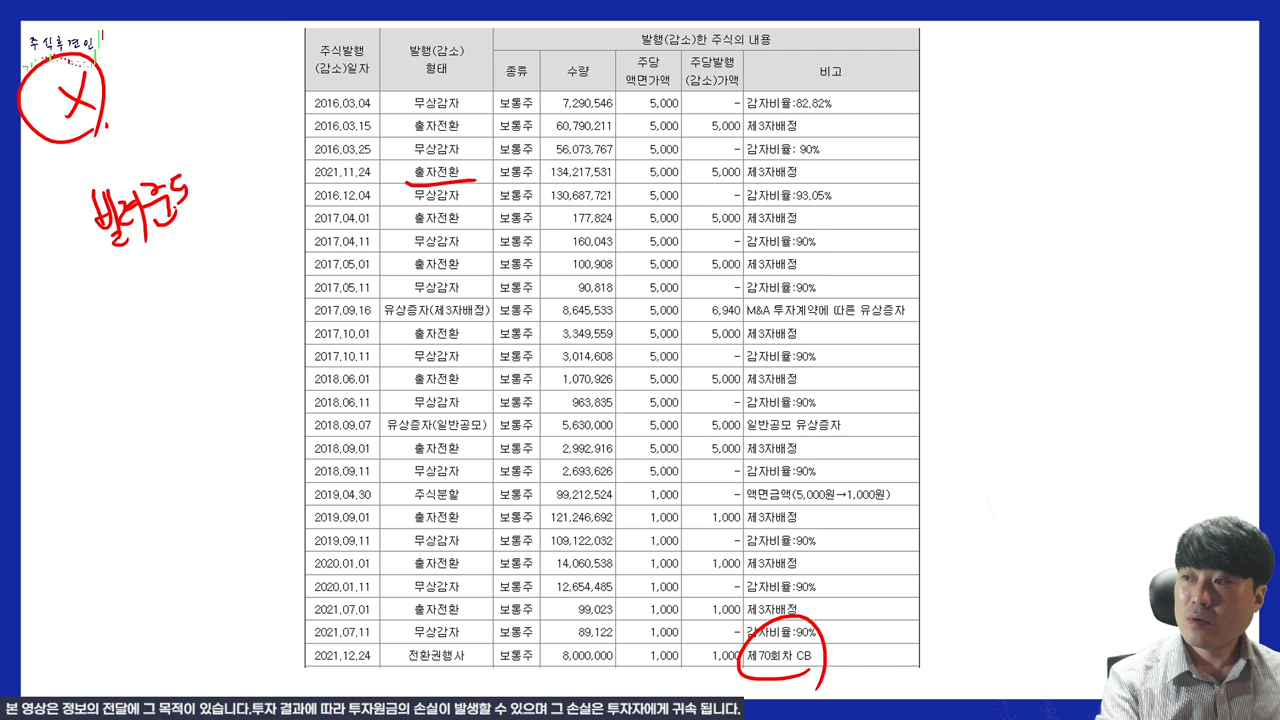 주식후견인
X
빌려준
주식발행 (감소)일자 발행(감소) 형태 발행(감소)한 주식의 내용
종류 수량 주당 액면가액 주당발행 (감소)가액 비고
2016.03.04 무상감자 보통주 7,290,546 5,000 - 감자비율:82.82%
2016.03.15 출자전환 보통주 60,790,211 5,000 5,000 제3자배정
2016.03.25 무상감자 보통주 56,073,767 5,000 - 감자비율: 90%
2021.11.24 출자전환 보통주 134,217,531 5,000 5,000 제3자배정
2016.12.04 무상감자 보통주 130,687,721 5,000 - 감자비율:93.05%
2017.04.01 출자전환 보통주 177,824 5,000 5,000 제3자배정
2017.04.11 무상감자 보통주 160,043 5,000 - 감자비율:90%
2017.05.01 출자전환 보통주 100,908 5,000 5,000 제3자배정
2017.05.11 무상감자 보통주 90,818 5,000 - 감자비율:90%
2017.09.16 유상증자(제3자배정) 보통주 8,645,533 5,000 6,940 M&A 투자계약에 따른 유상증자
2017.10.01 출자전환 보통주 3,349,559 5,000 5,000 제3자배정
2017.10.11 무상감자 보통주 3,014,608 5,000 - 감자비율:90%
2018.06.01 출자전환 보통주 1,070,926 5,000 5,000 제3자배정
2018.06.11 무상감자 보통주 963,835 5,000 - 감자비율:90%
2018.09.07 유상증자(일반공모) 보통주 5,630,000 5,000 5,000 일반공모 유상증자
2018.09.01 출자전환 보통주 2,992,916 5,000 5,000 제3자배정
2018.09.11 무상감자 보통주 2,693,626 5,000 - 감자비율:90%
2019.04.30 주식분할 보통주 99,212,524 1,000 - 액면금액(5,000원→1,000원)
2019.09.01 출자전환 보통주 121,246,692 1,000 1,000 제3자배정
2019.09.11 무상감자 보통주 109,122,032 1,000 - 감자비율:90%
2020.01.01 출자전환 보통주 14,060,538 1,000 1,000 제3자배정
2020.01.11 무상감자 보통주 12,654,485 1,000 - 감자비율:90%
2021.07.01 출자전환 보통주 99,023 1,000 1,000 제3자배정
2021.07.11 무상감자 보통주 89,122 1,000 - 감자비율:90%
2021.12.24 전환권행사 보통주 8,000,000 1,000 1,000 제70회차 CB
본 영상은 정보의 전달에 그 목적이 있습니다.투자 결과에 따라 투자원금의 손실이 발생할 수 있으며 그 손실은 투자자에게 귀속 됩니다.